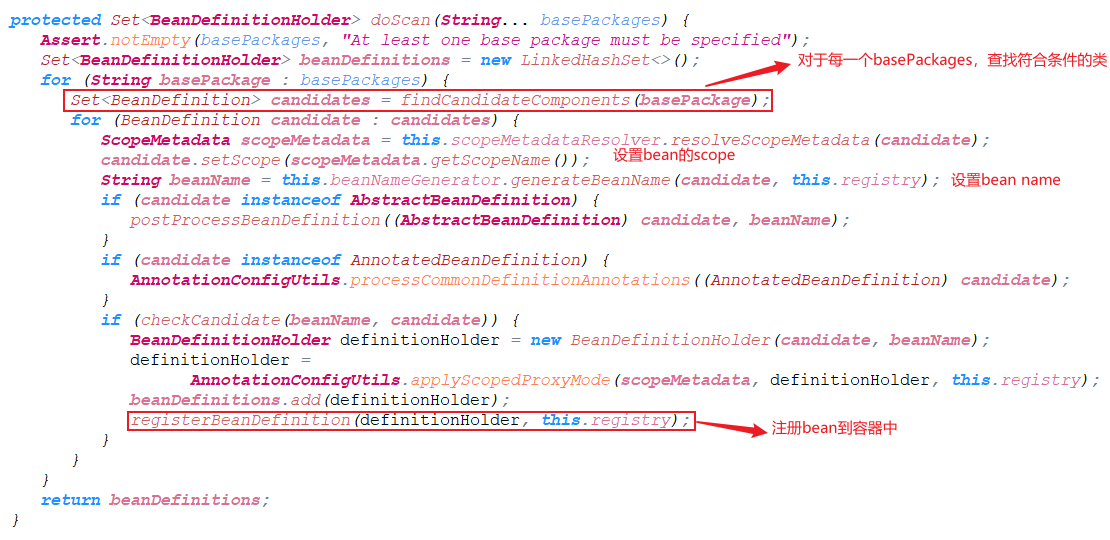 protected Set<BeanDefinitionHolder> doScan(String... basePackages) {
Assert.notEmpty(basePackages, "At least one base package must be specified");
Set<BeanDefinitionHolder> beanDefinitions = new LinkedHashSet<>();
对于每一个basePackages，查找符合条件的类
for (String basePackage : basePackages) {
Set<BeanDefinition> candidates = findCandidateComponents(basePackage);
for (BeanDefinition candidate : candidates) {
ScopeMetadata scopeMetadata = this.scopeMetadataResolver.resolveScopeMetadata(candidate);
candidate.setScope(scopeMetadata.getScopeName()); 设置bean的scope
String beanName = this.beanNameGenerator.generateBeanName(candidate, this.registry); 设置bean name
if (candidate instanceof AbstractBeanDefinition) {
postProcessBeanDefinition((AbstractBeanDefinition) candidate, beanName);
}
if (candidate instanceof AnnotatedBeanDefinition) {
AnnotationConfigUtils.processCommonDefinitionAnnotations((AnnotatedBeanDefinition) candidate);
}
if (checkCandidate(beanName, candidate)) {
BeanDefinitionHolder definitionHolder = new BeanDefinitionHolder(candidate, beanName);
definitionHolder =
AnnotationConfigUtils.applyScopedProxyMode(scopeMetadata, definitionHolder, this.registry);
beanDefinitions.add(definitionHolder);
registerBeanDefinition(definitionHolder, this.registry);
注册bean到容器中
}
}
}
return beanDefinitions;
}